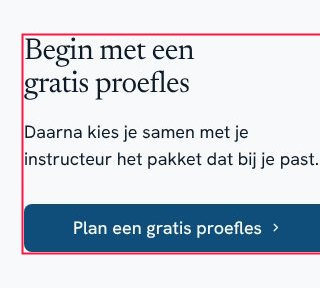 Begin met een
gratis proefles
Daarna kies je samen met je
instructeur het pakket dat bij je past.
Plan een gratis proefles